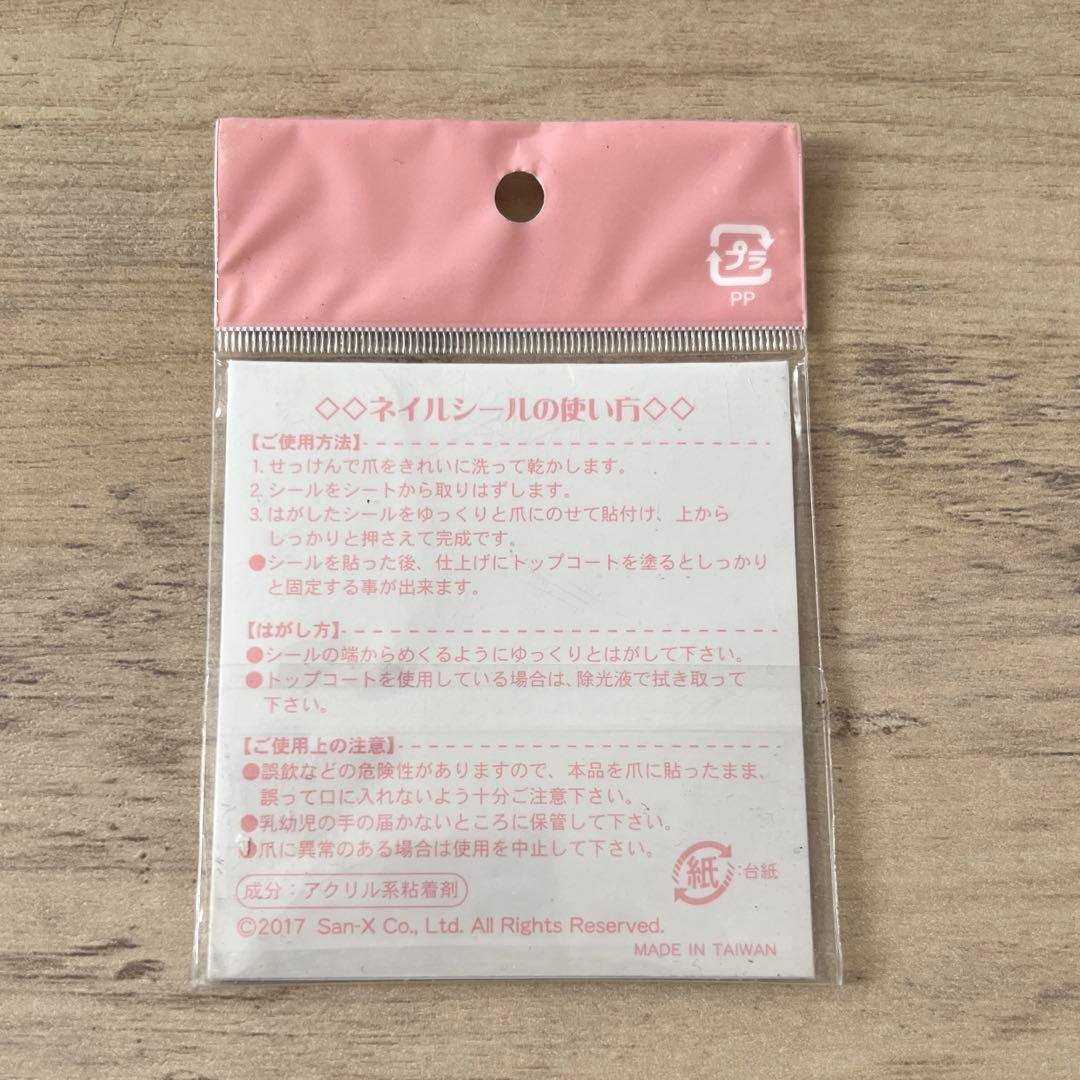 プラ
PP
◇◇ネイルシールの使い方◇◇
【ご使用方法】
1. せっけんで爪をきれいに洗って乾かします。
2. シールをシートから取りはずします。
3. はがしたシールをゆっくりと爪にのせて貼付け、上から
しっかりと押さえて完成です。
●シールを貼った後、仕上げにトップコートを塗るとしっかり
と固定する事が出来ます。
【はがし方】
●シールの端からめくるようにゆっくりとはがして下さい。
●トップコートを使用している場合は、除光液で拭き取って
下さい。
【ご使用上の注意】
●誤飲などの危険性がありますので、本品を爪に貼ったまま、
誤って口に入れないよう十分ご注意下さい。
●乳幼児の手の届かないところに保管して下さい。
●爪に異常のある場合は使用を中止して下さい。
紙:台紙
成分:アクリル系粘着剤
©2017 San-X Co., Ltd. All Rights Reserved.
MADE IN TAIWAN